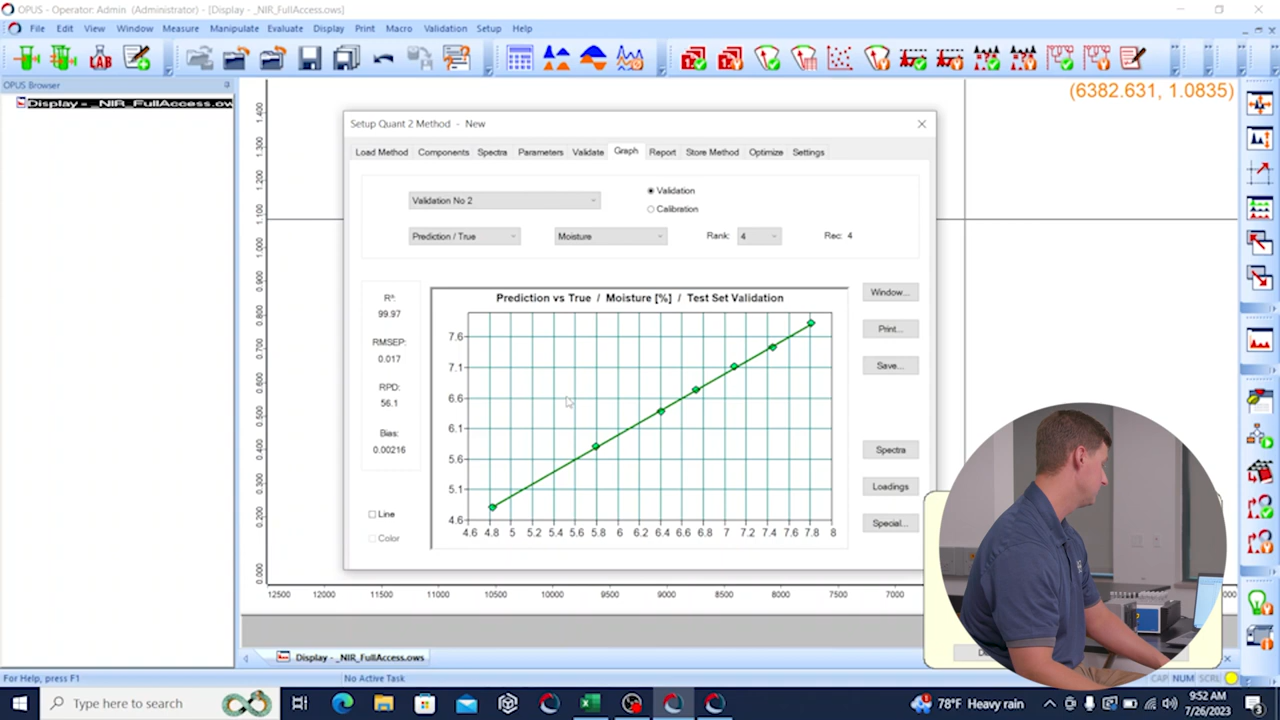 OPUS - Operator: Admin (Administrator) - [Display - _NIR_FullAccess.ows]
File Edit View Window Measure Manipulate Evaluate Display Print Macro Validation Setup Help
LAB
OPUS Browser
Display - _NIR_FullAccess.ow
(6382.631, 1.0835)
1.400
1.300
1.200
1.100
1.000
0.900
0.800
0.700
0.600
0.500
0.400
0.300
0.200
0.000
Setup Quant 2 Method - New
Load Method Components Spectra Parameters Validate Graph Report Store Method Optimize Settings
Validation No 2
Validation
Calibration
Prediction / True
Moisture
Rank: 4
Rec: 4
R²:
99.97
RMSEP:
0.017
RPD:
56.1
Bias:
0.00216
Line
Color
Prediction vs True / Moisture [%] / Test Set Validation
7.6
7.1
6.6
6.1
5.6
5.1
4.6
4.6 4.8 5 5.2 5.4 5.6 5.8 6 6.2 6.4 6.6 6.8 7 7.2 7.4 7.6 7.8 8
Window...
Print...
Save...
Spectra
Loadings
Special...
12500 12000 11500 11000 10500 10000 9500 9000 8500 8000 7500 7000
Display - _NIR_FullAccess.ows
For Help, press F1
No Active Task
CAP NUM SCRL
Type here to search
78°F Heavy rain
9:52 AM
7/26/2023
3